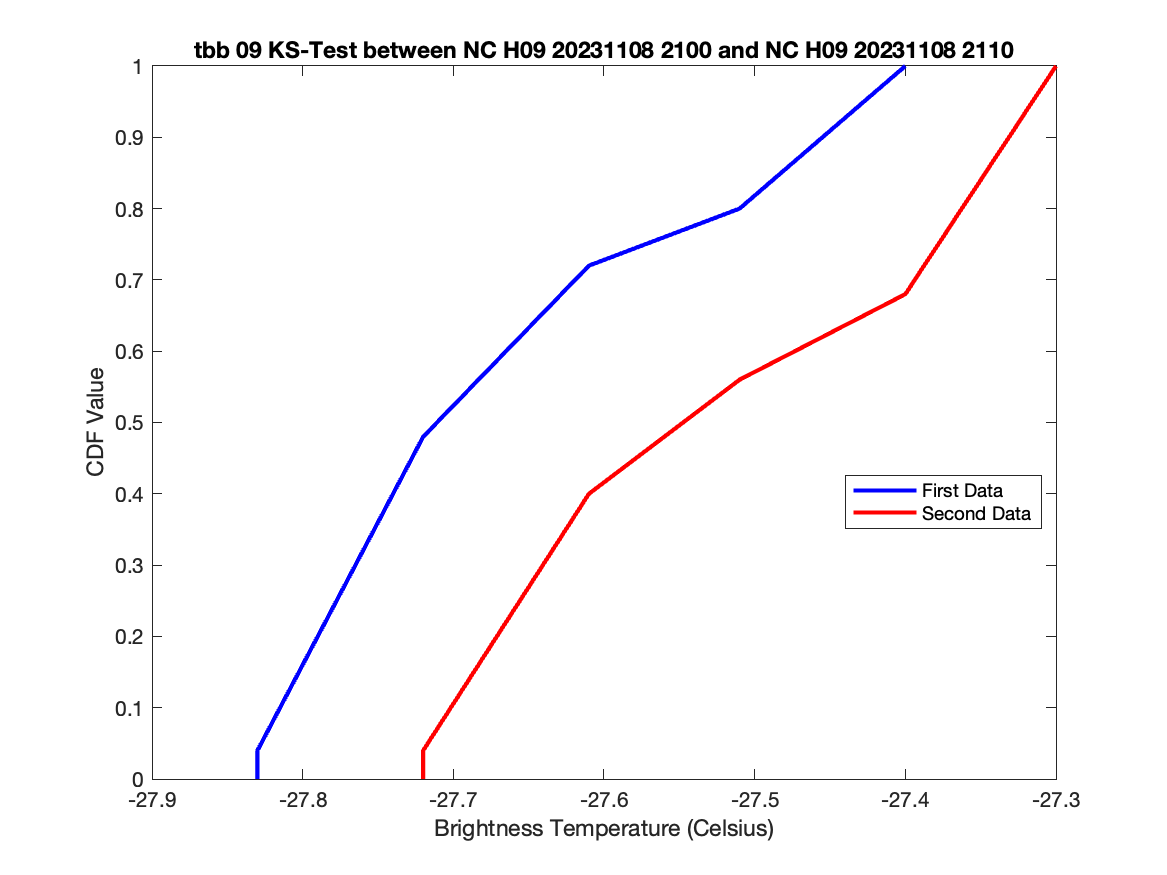 tbb 09 KS-Test between NC H09 20231108 2100 and NC H09 20231108 2110
1
0.9
0.8
0.7
0.6
0.5
0.4
0.3
0.2
0.1
0
CDF Value
First Data
Second Data
-27.9 -27.8 -27.7 -27.6 -27.5 -27.4 -27.3
Brightness Temperature (Celsius)